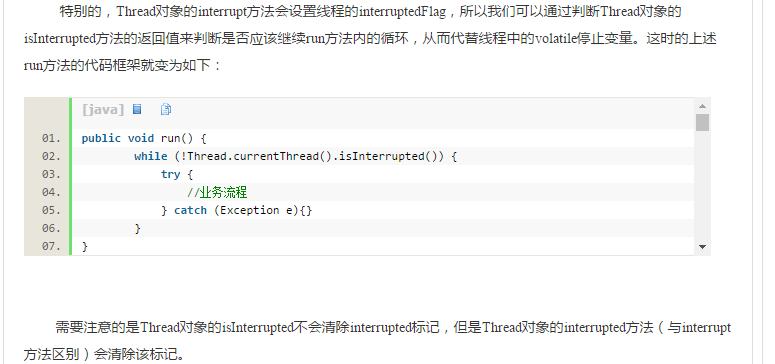 特别的，Thread对象的interrupt方法会设置线程的interruptedFlag，所以我们可以通过判断Thread对象的
isInterrupted方法的返回值来判断是否应该继续run方法内的循环，从而代替线程中的volatile停止变量。这时的上述
run方法的代码框架就变为如下：
[java]
01. public void run() {
02. while (!Thread.currentThread().isInterrupted()) {
03. try {
04. //业务流程
05. } catch (Exception e){}
06. }
07. }
需要注意的是Thread对象的isInterrupted不会清除interrupted标记，但是Thread对象的interrupted方法（与interrupt
方法区别）会清除该标记。